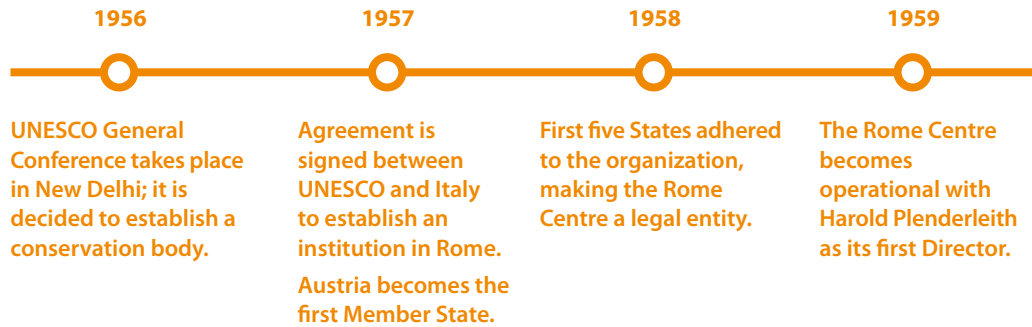 1956
UNESCO General
Conference takes place
in New Delhi; it is
decided to establish a
conservation body.
1957
Agreement is
signed between
UNESCO and Italy
to establish an
institution in Rome.
Austria becomes the
first Member State.
1958
First five States adhered
to the organization,
making the Rome
Centre a legal entity.
1959
The Rome Centre
becomes
operational with
Harold Plenderleith
as its first Director.